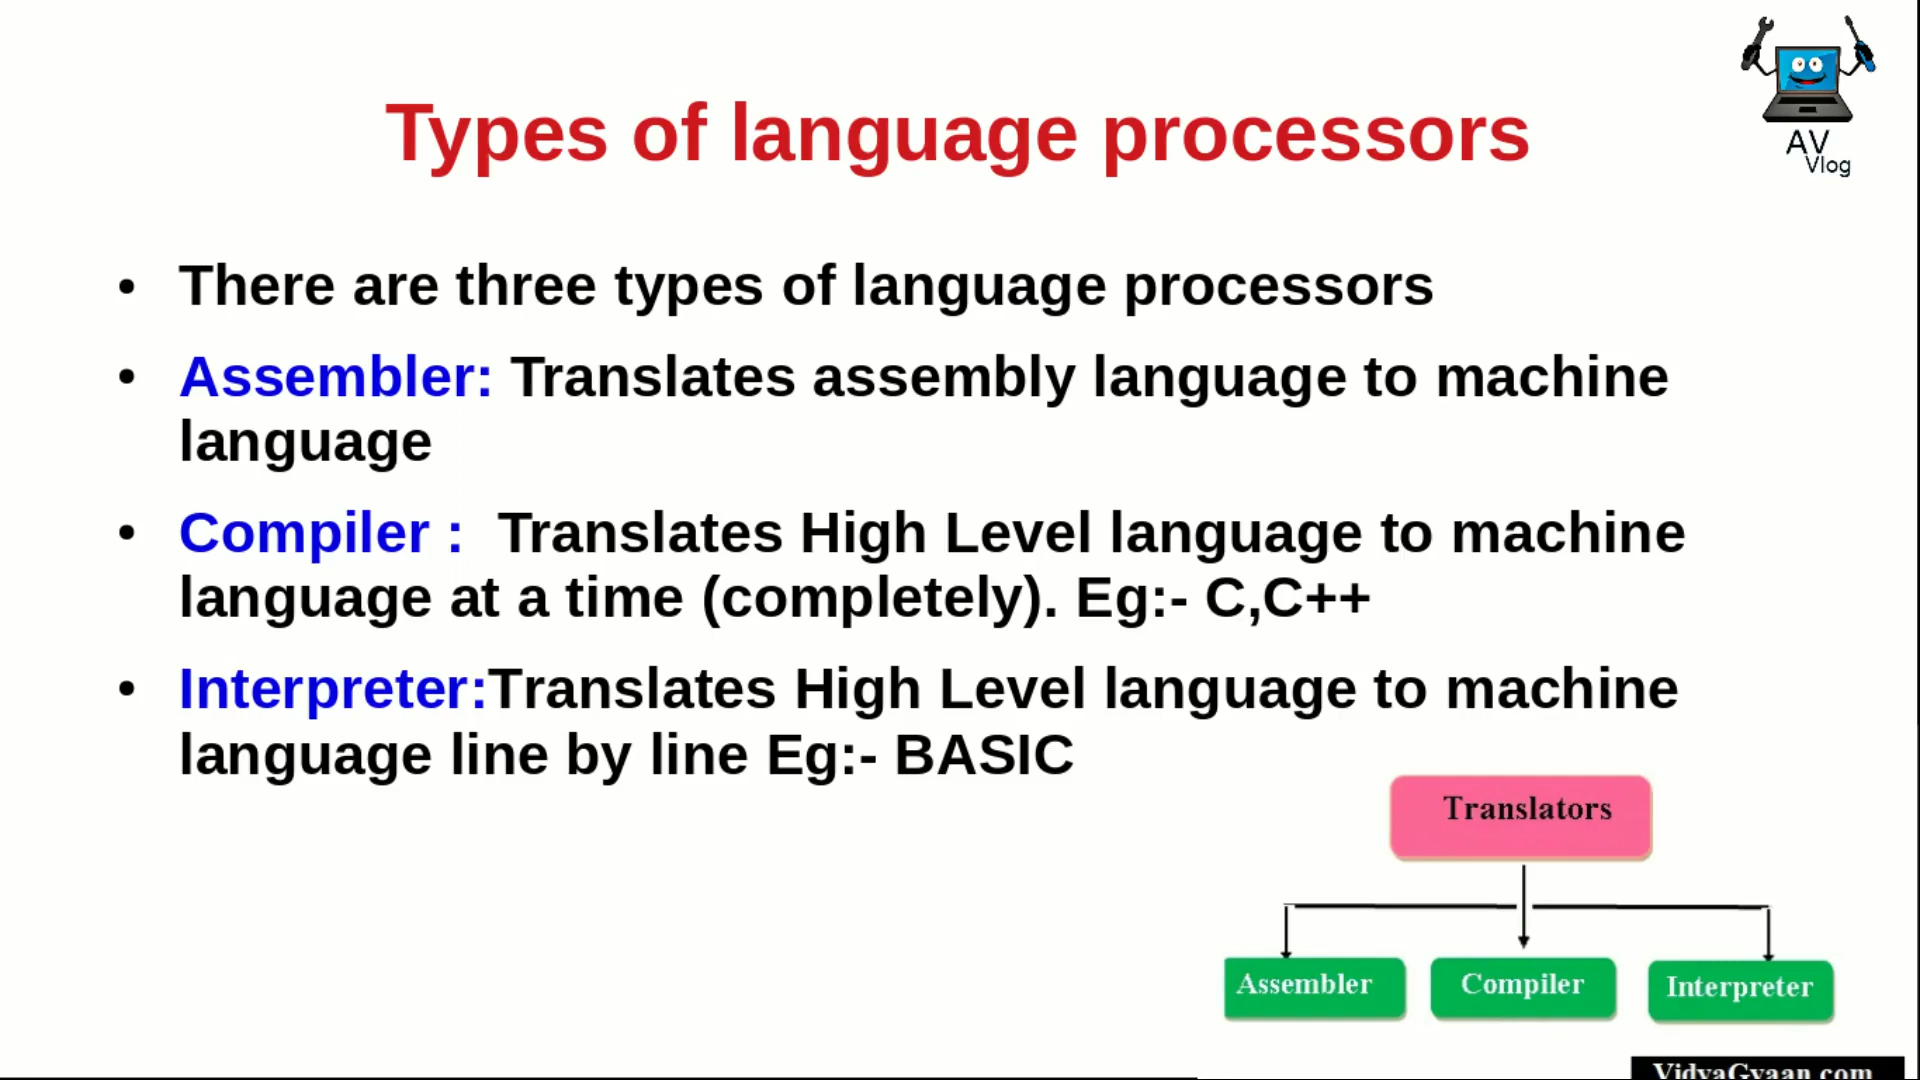 Types of language processors
AV
Vlog
• There are three types of language processors
• Assembler: Translates assembly language to machine
language
• Compiler :  Translates High Level language to machine
language at a time (completely). Eg:- C,C++
• Interpreter:Translates High Level language to machine
language line by line Eg:- BASIC
Translators
Assembler
Compiler
Interpreter
VidyaGyaan.com